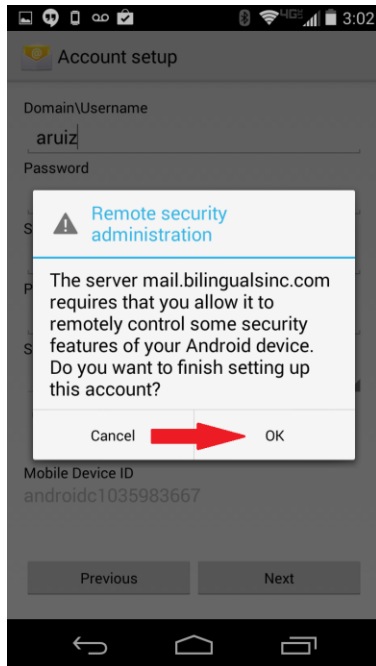 4G 3:02
Account setup
Domain\Username
aruiz
Password
S
Remote security
administration
P
The server mail.bilingualsinc.com
requires that you allow it to
remotely control some security
features of your Android device.
Do you want to finish setting up
this account?
S
Cancel OK
Mobile Device ID
androidc1035983667
Previous Next